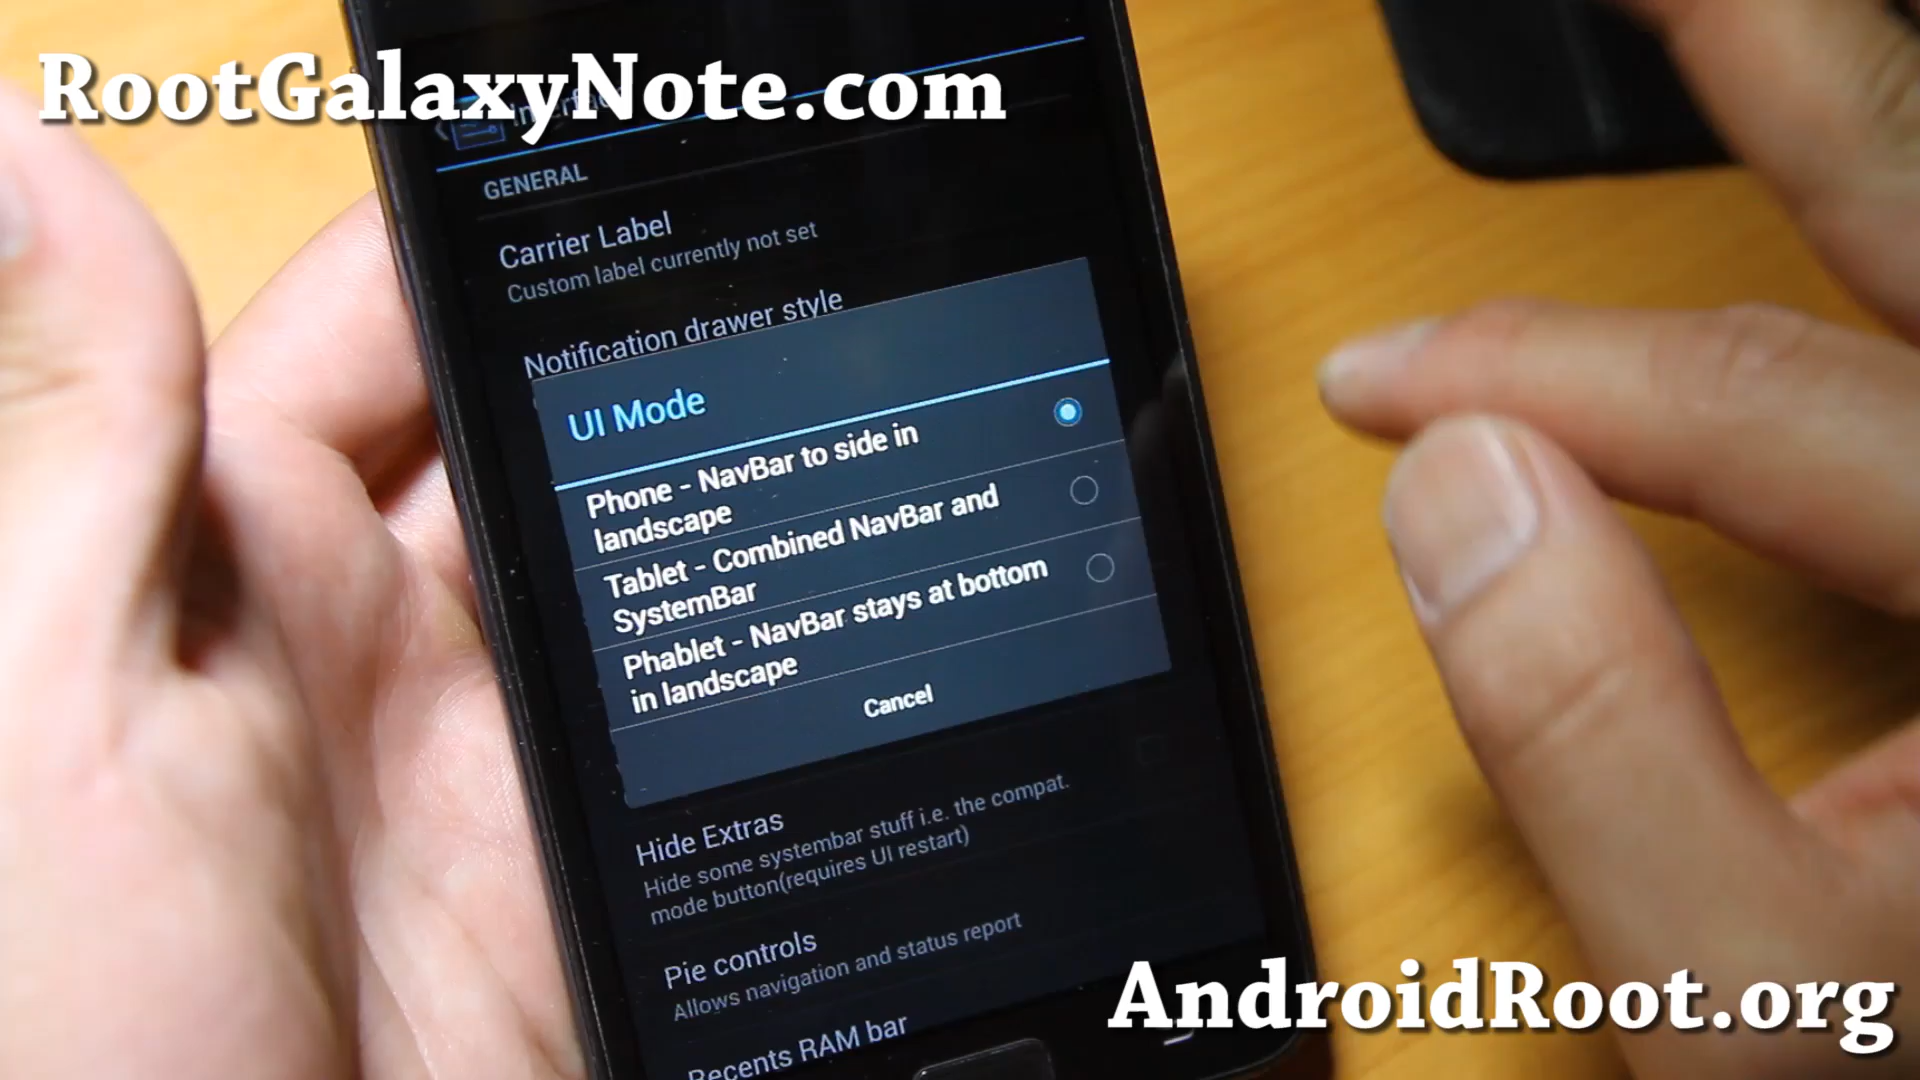 RootGalaxyNote.com
Interface
GENERAL
Carrier Label
Custom label currently not set
Notification drawer style
UI Mode
Phone - NavBar to side in
landscape
Tablet - Combined NavBar and
SystemBar
Phablet - NavBar stays at bottom
in landscape
Cancel
Hide Extras
Hide some systembar stuff i.e. the compat.
mode button(requires UI restart)
Pie controls
Allows navigation and status report
Recents RAM bar
AndroidRoot.org